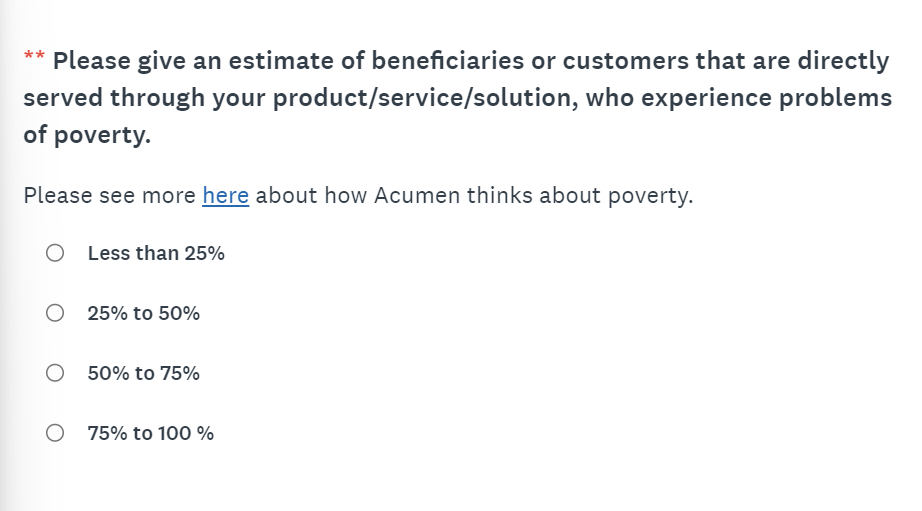 ** Please give an estimate of beneficiaries or customers that are directly
served through your product/service/solution, who experience problems
of poverty.
Please see more here about how Acumen thinks about poverty.
Less than 25%
25% to 50%
50% to 75%
75% to 100 %